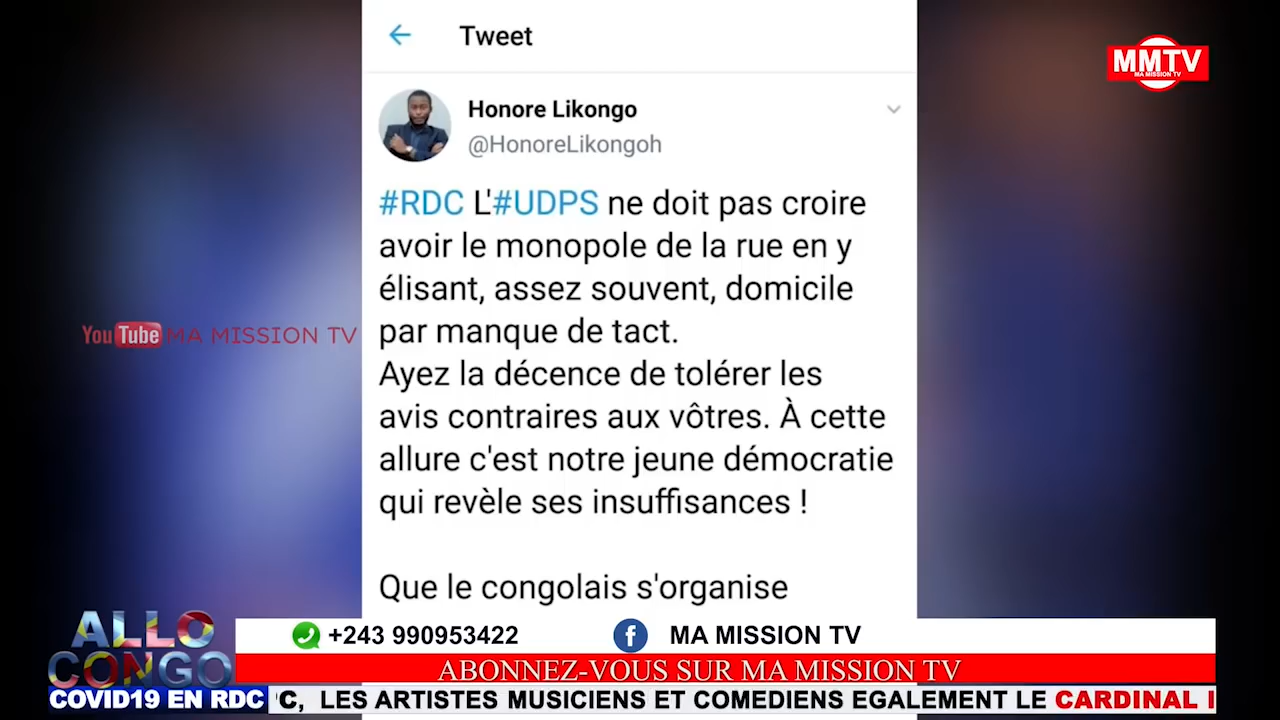 Tweet
MMTV
MA MISSION TV
Honore Likongo
@HonoreLikongoh
#RDC L'#UDPS ne doit pas croire
avoir le monopole de la rue en y
élisant, assez souvent, domicile
par manque de tact.
Ayez la décence de tolérer les
avis contraires aux vôtres. À cette
allure c'est notre jeune démocratie
qui revèle ses insuffisances !
Que le congolais s'organise
YouTube MA MISSION TV
ALLO
CONGO
+243 990953422
MA MISSION TV
ABONNEZ-VOUS SUR MA MISSION TV
COVID19 EN RDC
C, LES ARTISTES MUSICIENS ET COMEDIENS EGALEMENT LE CARDINAL